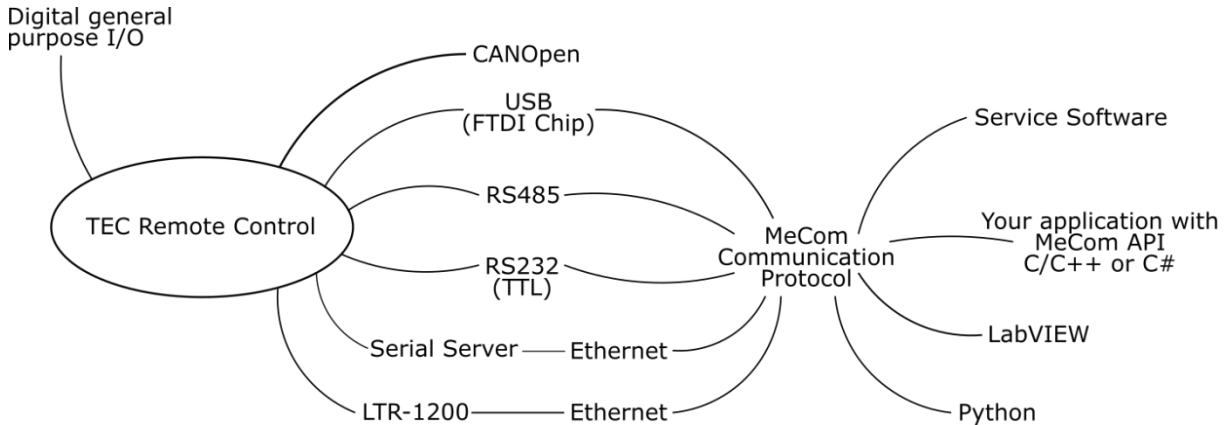 Digital general
purpose I/O
CANOpen
USB
(FTDI Chip)
Service Software
RS485
TEC Remote Control
Your application with
MeCom API
C/C++ or C#
MeCom
Communication
Protocol
RS232
(TTL)
LabVIEW
Serial Server
Ethernet
LTR-1200
Ethernet
Python